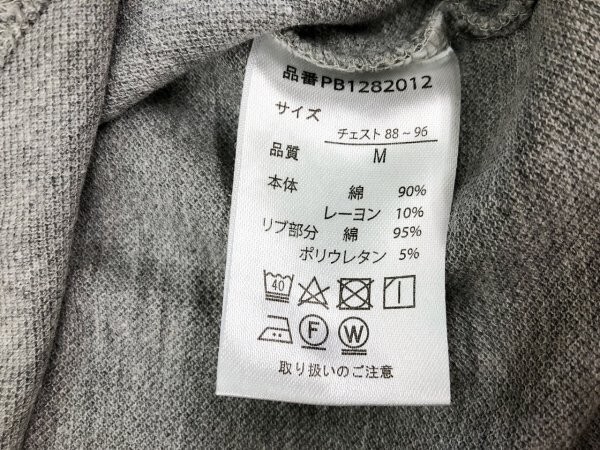 品番PB1282012
サイズ
チェスト 88~96
品質 M
本体 綿 90%
レーヨン 10%
リブ部分 綿 95%
ポリウレタン 5%
40
F W
取り扱いのご注意